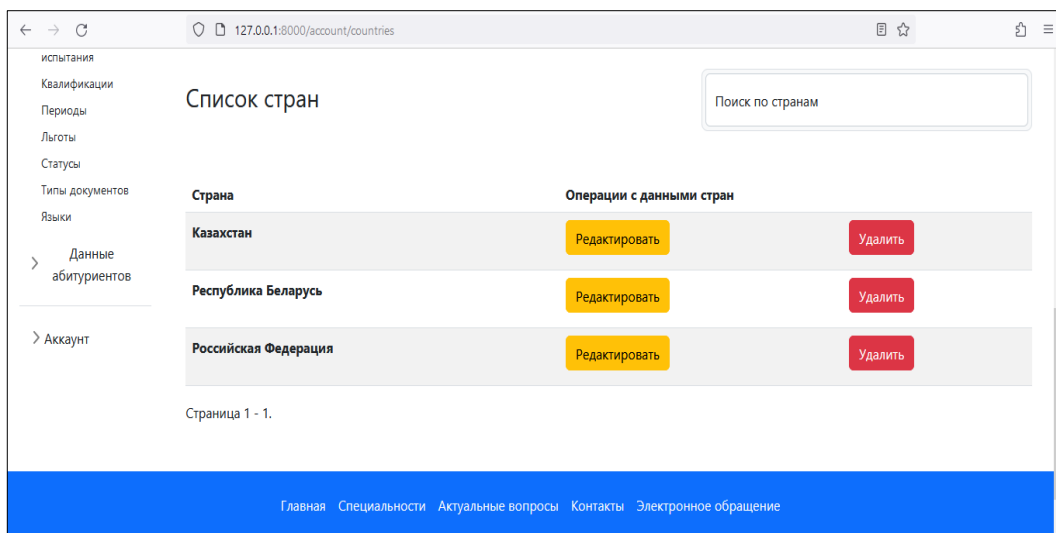 127.0.0.1:8000/account/countries
испытания
Квалификации
Периоды
Льготы
Статусы
Типы документов
Языки
Данные
абитуриентов
Аккаунт
Список стран
Поиск по странам
Страна Операции с данными стран
Казахстан Редактировать Удалить
Республика Беларусь Редактировать Удалить
Российская Федерация Редактировать Удалить
Страница 1 - 1.
Главная Специальности Актуальные вопросы Контакты Электронное обращение